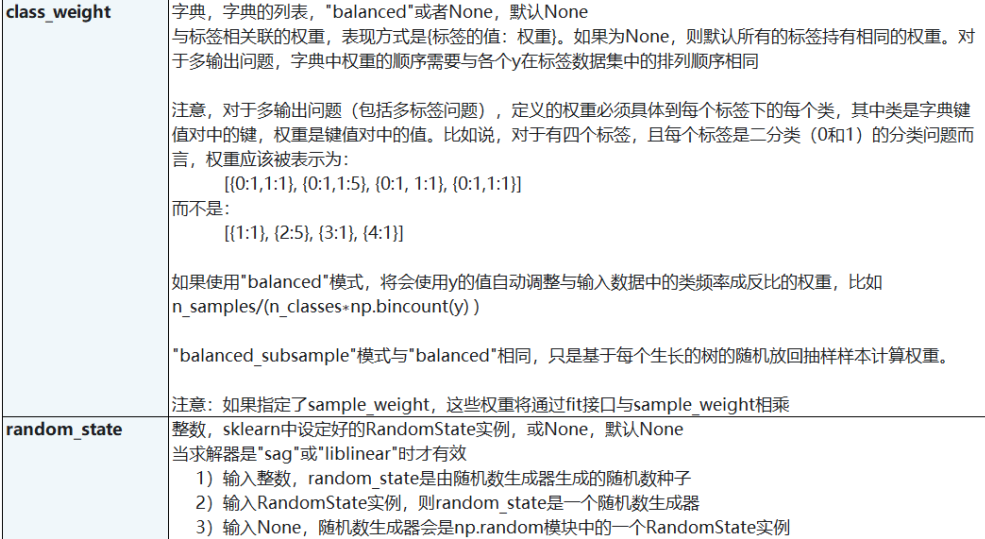 class_weight
字典，字典的列表，"balanced"或者None，默认None
与标签相关联的权重，表现方式是{标签的值：权重}。如果为None，则默认所有的标签持有相同的权重。对
于多输出问题，字典中权重的顺序需要与各个y在标签数据集中的排列顺序相同
注意，对于多输出问题（包括多标签问题），定义的权重必须具体到每个标签下的每个类，其中类是字典键
值对中的键，权重是键值对中的值。比如说，对于有四个标签，且每个标签是二分类（0和1）的分类问题而
言，权重应该被表示为：
[{0:1,1:1}, {0:1,1:5}, {0:1, 1:1}, {0:1,1:1}]
而不是：
[{1:1}, {2:5}, {3:1}, {4:1}]
如果使用"balanced"模式，将会使用y的值自动调整与输入数据中的类频率成反比的权重，比如
n_samples/(n_classes*np.bincount(y) )
"balanced_subsample"模式与"balanced"相同，只是基于每个生长的树的随机放回抽样样本计算权重。
注意：如果指定了sample_weight，这些权重将通过fit接口与sample_weight相乘
random_state
整数，sklearn中设定好的RandomState实例，或None，默认None
当求解器是"sag"或"liblinear"时才有效
1）输入整数，random_state是由随机数生成器生成的随机数种子
2）输入RandomState实例，则random_state是一个随机数生成器
3）输入None，随机数生成器会是np.random模块中的一个RandomState实例